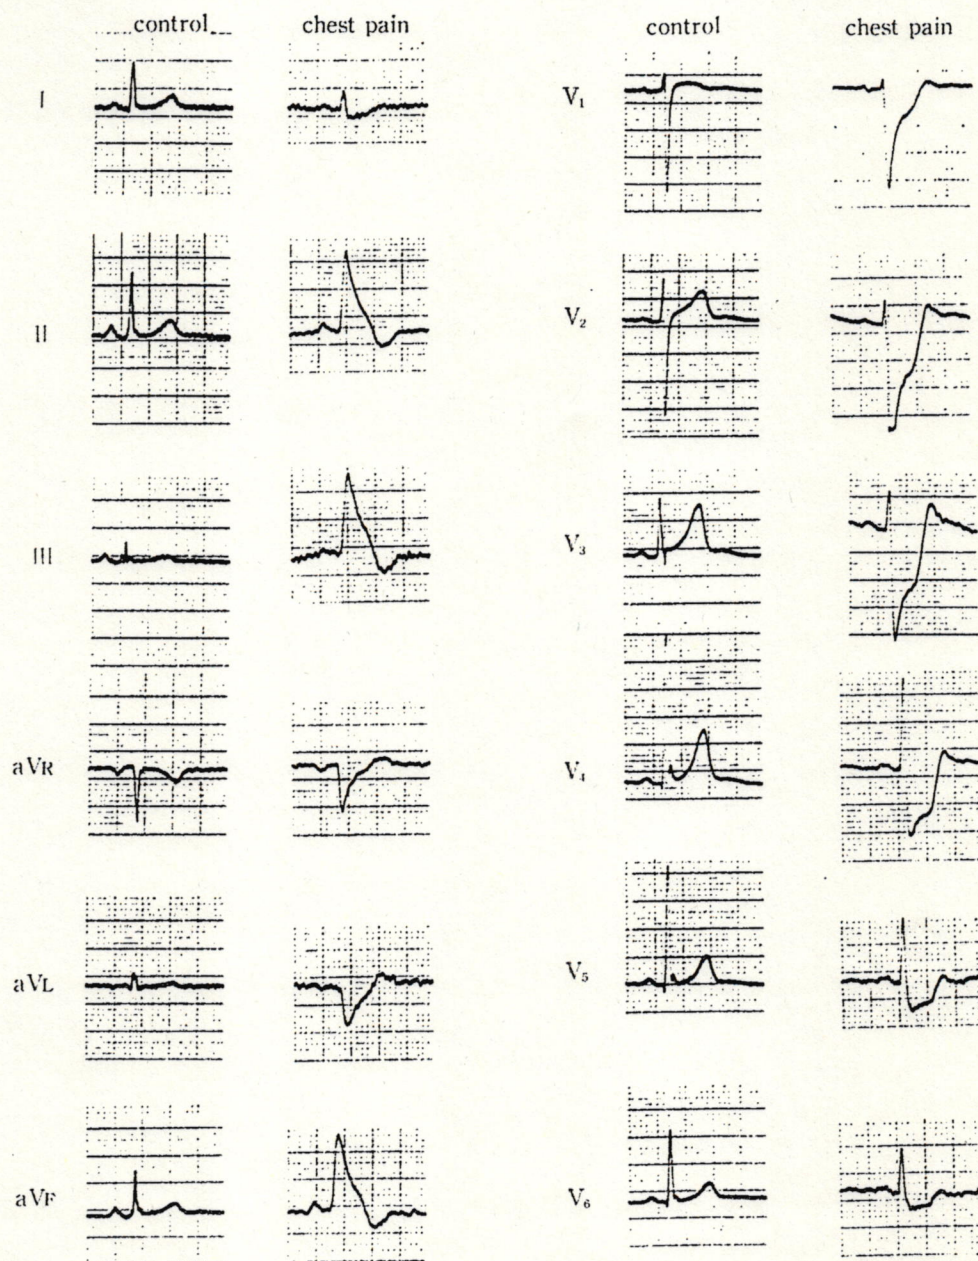 control chest pain control chest pain
I V1
II V2
III V3
aVR V4
aVL V5
aVF V6